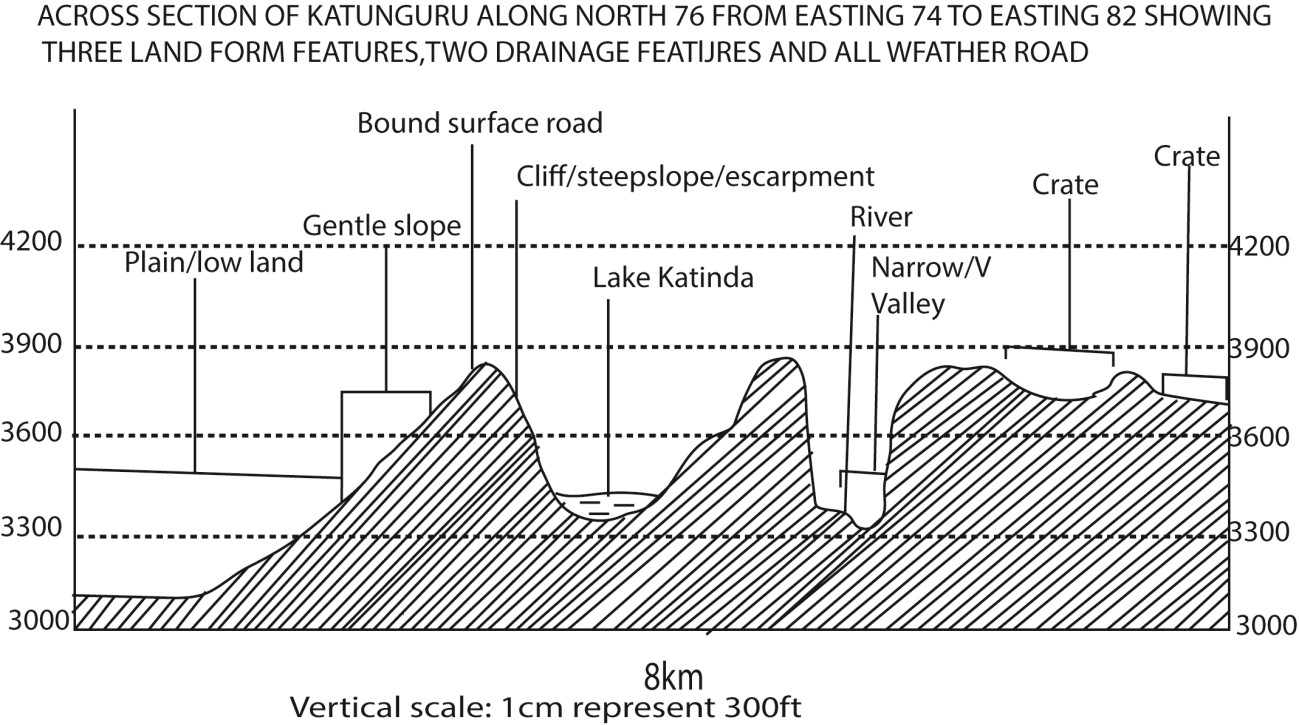 ACROSS SECTION OF KATUNGURU ALONG NORTH 76 FROM EASTING 74 TO EASTING 82 SHOWING
THREE LAND FORM FEATURES,TWO DRAINAGE FEATIJRES AND ALL WFATHER ROAD
Bound surface road
Crate
Cliff/steepslope/escarpment
Crate
River
Gentle slope
4200
4200
Plain/low land
Narrow/V
Valley
Lake Katinda
3900
3900
3600
3600
3300
3300
3000
3000
8km
Vertical scale: 1cm represent 300ft